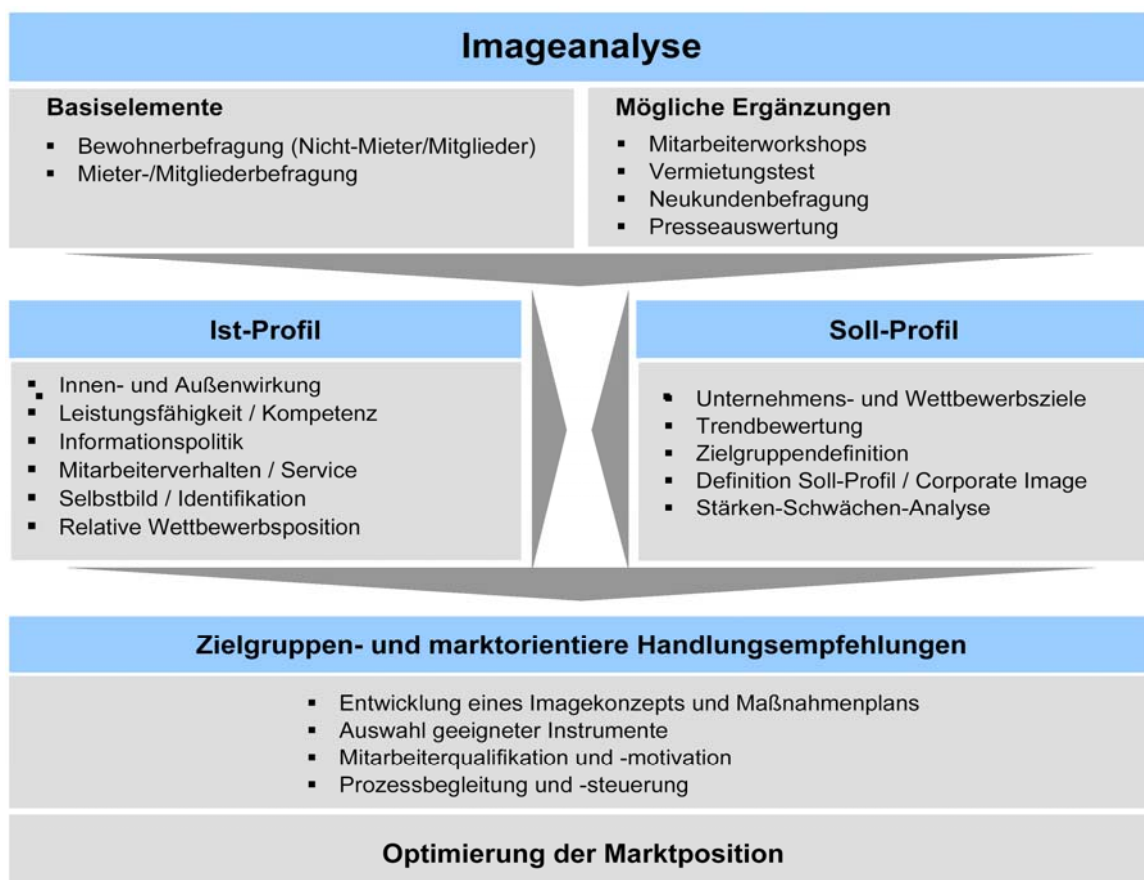 Imageanalyse
Basiselemente
▪ Bewohnerbefragung (Nicht-Mieter/Mitglieder)
▪ Mieter-/Mitgliederbefragung
Mögliche Ergänzungen
▪ Mitarbeiterworkshops
▪ Vermietungstest
▪ Neukundenbefragung
▪ Presseauswertung
Ist-Profil
▪ Innen- und Außenwirkung
▪ Leistungsfähigkeit / Kompetenz
▪ Informationspolitik
▪ Mitarbeiterverhalten / Service
▪ Selbstbild / Identifikation
▪ Relative Wettbewerbsposition
Soll-Profil
▪ Unternehmens- und Wettbewerbsziele
▪ Trendbewertung
▪ Zielgruppendefinition
▪ Definition Soll-Profil / Corporate Image
▪ Stärken-Schwächen-Analyse
Zielgruppen- und marktorientiere Handlungsempfehlungen
▪ Entwicklung eines Imagekonzepts und Maßnahmenplans
▪ Auswahl geeigneter Instrumente
▪ Mitarbeiterqualifikation und -motivation
▪ Prozessbegleitung und -steuerung
Optimierung der Marktposition